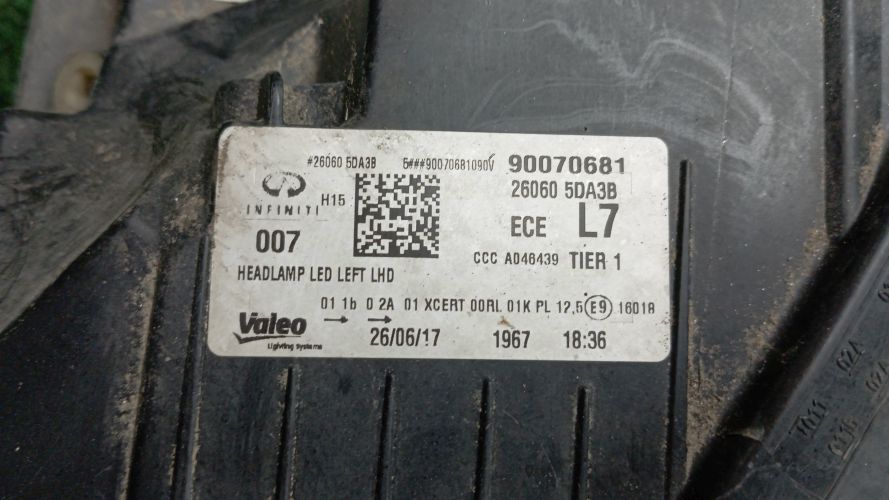 #26060 5DA3B 5###90070681090V 90070681
INFINITI H15 26060 5DA3B
007 ECE L7
CCC A046439 TIER 1
HEADLAMP LED LEFT LHD
01 1b 0 2A 01 XCERT 00RL 01K PL 12,5 E9 16018
Valeo
Lighting Systems
26/06/17 1967 18:36